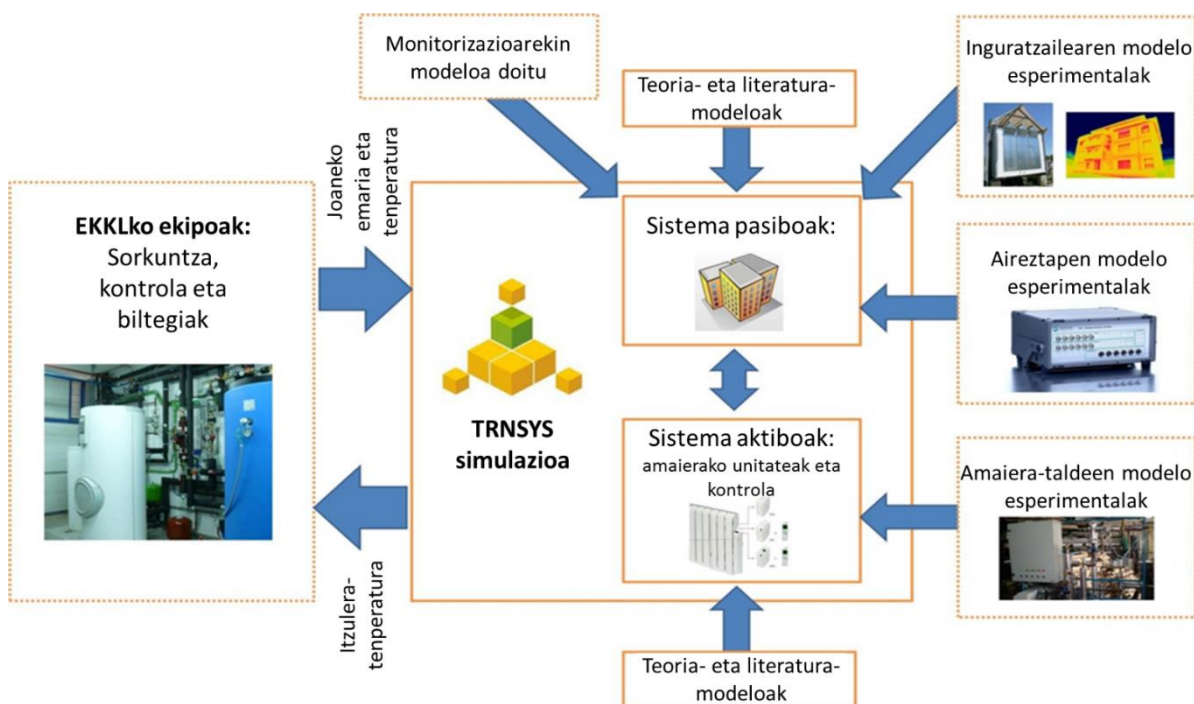 Monitorizazioarekin
modeloa doitu
Teoria- eta literatura-
modeloak
Inguratzailearen modelo
esperimentalak
Joaneko
emaria eta
tenperatura
EKKLko ekipoak:
Sorkuntza,
kontrola eta
biltegiak
TRNSYS
simulazioa
Sistema pasiboak:
Aireztapen modelo
esperimentalak
Sistema aktiboak:
amaierako unitateak eta
kontrola
Amaiera-taldeen modelo
esperimentalak
Itzulera-
tenperatura
Teoria- eta literatura-
modeloak